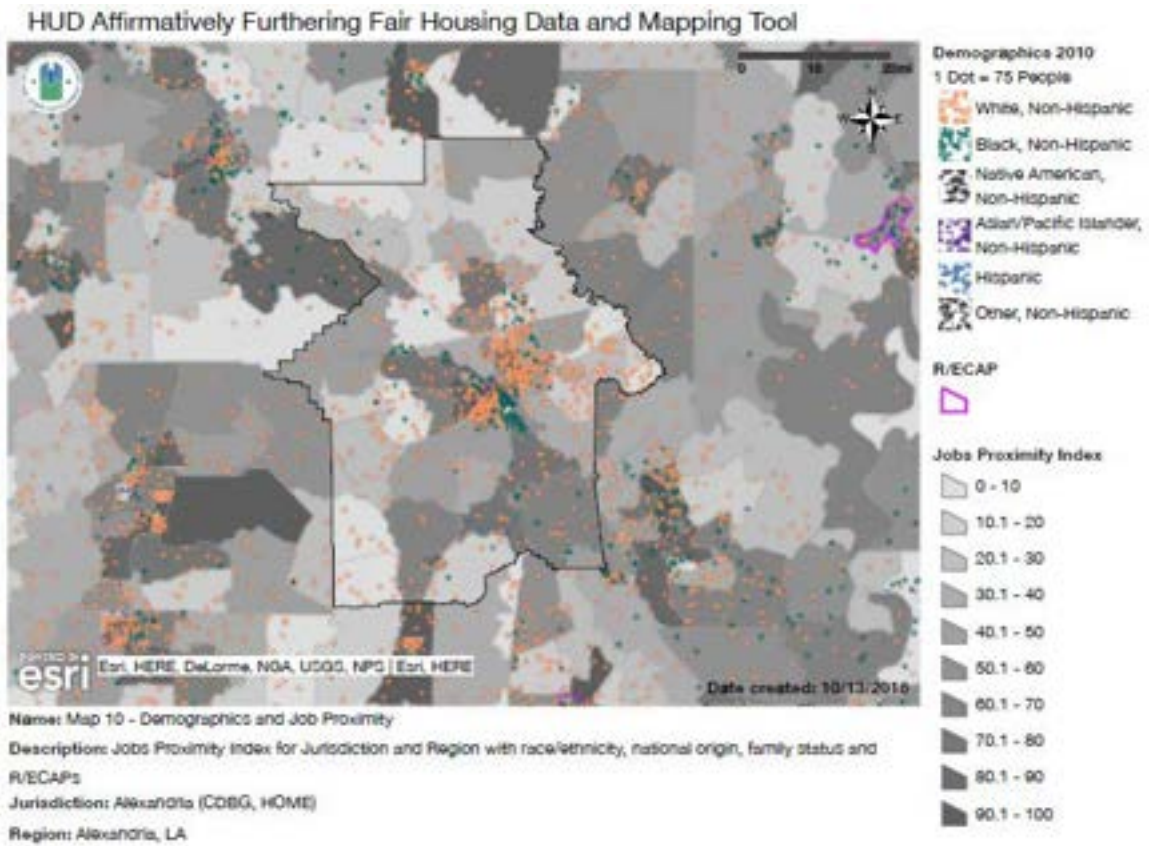 HUD Affirmatively Furthering Fair Housing Data and Mapping Tool
0 10 20mi
N
W E
S
Demographics 2010
1 Dot = 75 People
White, Non-Hispanic
Black, Non-Hispanic
Native American,
Non-Hispanic
Asian/Pacific Islander,
Non-Hispanic
Hispanic
Other, Non-Hispanic
R/ECAP
Jobs Proximity Index
0 - 10
10.1 - 20
20.1 - 30
30.1 - 40
40.1 - 50
50.1 - 60
60.1 - 70
70.1 - 80
80.1 - 90
90.1 - 100
POWERED BY
esri
Esri, HERE, DeLorme, NGA, USGS, NPS | Esri, HERE
Date created: 10/13/2016
Name: Map 10 - Demographics and Job Proximity
Description: Jobs Proximity Index for Jurisdiction and Region with race/ethnicity, national origin, family status and
R/ECAPs
Jurisdiction: Alexandria (CDBG, HOME)
Region: Alexandria, LA